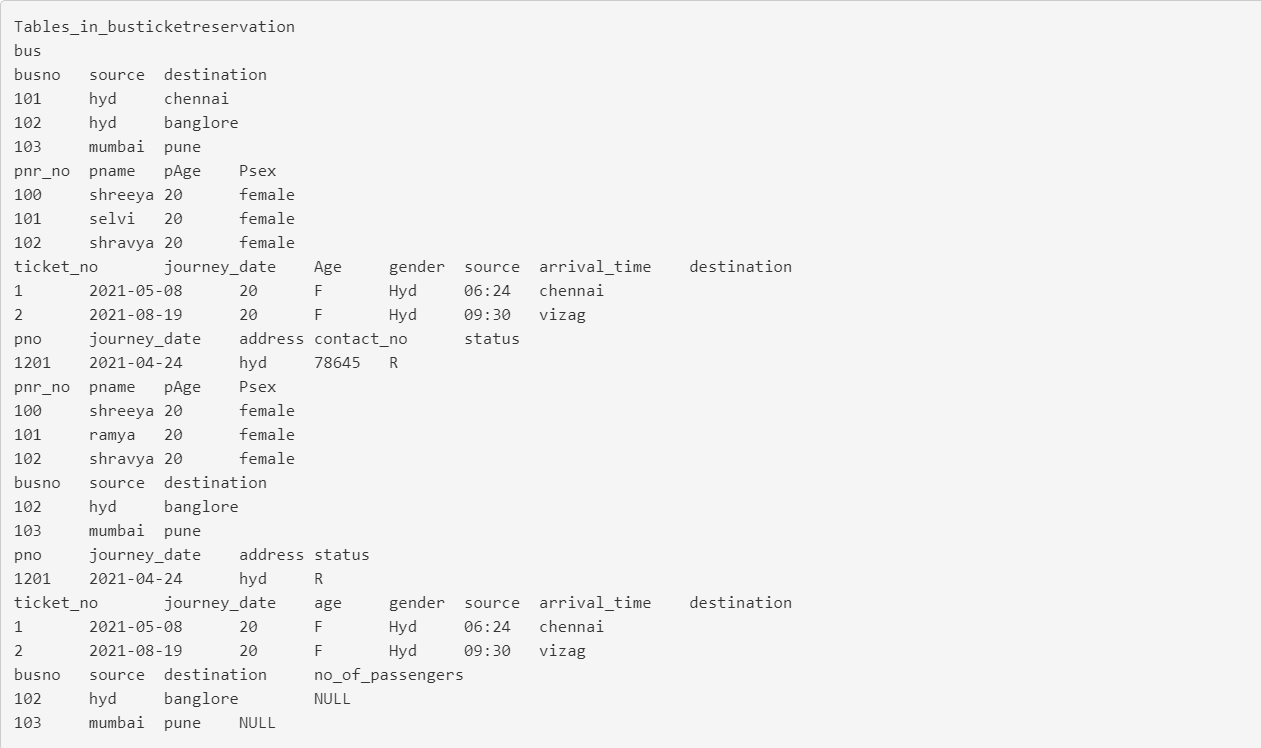 Tables_in_busticketreservation
bus
busno source destination
101 hyd chennai
102 hyd banglore
103 mumbai pune
pnr_no pname pAge Psex
100 shreeya 20 female
101 selvi 20 female
102 shravya 20 female
ticket_no journey_date Age gender source arrival_time destination
1 2021-05-08 20 F Hyd 06:24 chennai
2 2021-08-19 20 F Hyd 09:30 vizag
pno journey_date address contact_no status
1201 2021-04-24 hyd 78645 R
pnr_no pname pAge Psex
100 shreeya 20 female
101 ramya 20 female
102 shravya 20 female
busno source destination
102 hyd banglore
103 mumbai pune
pno journey_date address status
1201 2021-04-24 hyd R
ticket_no journey_date age gender source arrival_time destination
1 2021-05-08 20 F Hyd 06:24 chennai
2 2021-08-19 20 F Hyd 09:30 vizag
busno source destination no_of_passengers
102 hyd banglore NULL
103 mumbai pune NULL